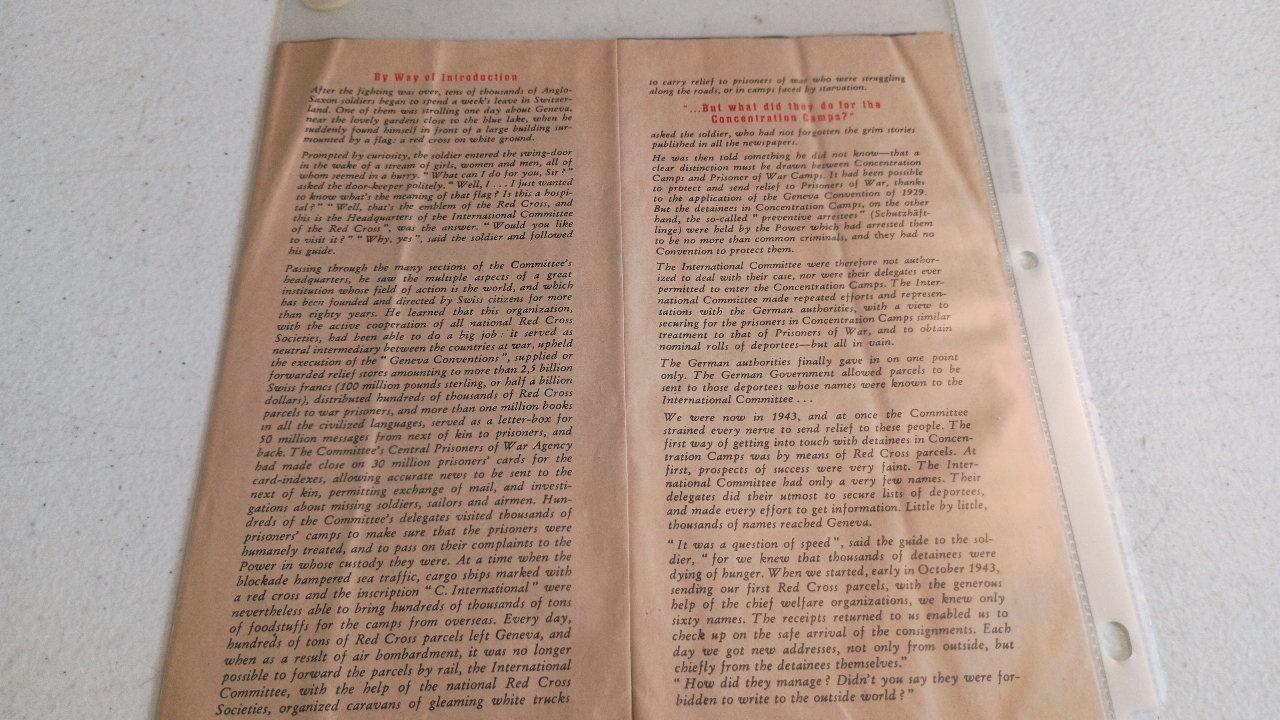 By Way of Introduction
After the fighting was over, tens of thousands of Anglo-
Saxon soldiers began to spend a week's leave in Switzer-
land. One of them was strolling one day about Geneva,
near the lovely gardens close to the blue lake, when he
suddenly found himself in front of a large building sur-
mounted by a flag: a red cross on white ground.
Prompted by curiosity, the soldier entered the swing-door
in the wake of a stream of girls, women and men, all of
whom seemed in a hurry. "What can I do for you, Sir?"
asked the door-keeper politely. "Well, I . . . I just wanted
to know what's the meaning of that flag? Is this a hospi-
tal?" "Well, that's the emblem of the Red Cross, and
this is the Headquarters of the International Committee
of the Red Cross", was the answer. "Would you like
to visit it?" "Why, yes", said the soldier and followed
his guide.
Passing through the many sections of the Committee's
headquarters, he saw the multiple aspects of a great
institution whose field of action is the world, and which
has been founded and directed by Swiss citizens for more
than eighty years. He learned that this organization,
with the active cooperation of all national Red Cross
Societies, had been able to do a big job: it served as
neutral intermediary between the countries at war, upheld
the execution of the "Geneva Conventions", supplied or
forwarded relief stores amounting to more than 2,5 billion
Swiss francs (100 million pounds sterling, or half a billion
dollars), distributed hundreds of thousands of Red Cross
parcels to war prisoners, and more than one million books
in all the civilized languages, served as a letter-box for
50 million messages from next of kin to prisoners, and
back. The Committee's Central Prisoners of War Agency
had made close on 30 million prisoners' cards for the
card-indexes, allowing accurate news to be sent to the
next of kin, permitting exchange of mail, and investi-
gations about missing soldiers, sailors and airmen. Hun-
dreds of the Committee's delegates visited thousands of
prisoners' camps to make sure that the prisoners were
humanely treated, and to pass on their complaints to the
Power in whose custody they were. At a time when the
blockade hampered sea traffic, cargo ships marked with
a red cross and the inscription "C. International" were
nevertheless able to bring hundreds of thousands of tons
of foodstuffs for the camps from overseas. Every day,
hundreds of tons of Red Cross parcels left Geneva, and
when as a result of air bombardment, it was no longer
possible to forward the parcels by rail, the International
Committee, with the help of the national Red Cross
Societies, organized caravans of gleaming white trucks
to carry relief to prisoners of war who were struggling
along the roads, or in camps faced by starvation.
"...But what did they do for the
Concentration Camps?"
asked the soldier, who had not forgotten the grim stories
published in all the newspapers.
He was then told something he did not know—that a
clear distinction must be drawn between Concentration
Camps and Prisoner of War Camps. It had been possible
to protect and send relief to Prisoners of War, thanks
to the application of the Geneva Convention of 1929.
But the detainees in Concentration Camps, on the other
hand, the so-called "preventive arrestees" (Schutzhäft-
linge) were held by the Power which had arrested them
to be no more than common criminals, and they had no
Convention to protect them.
The International Committee were therefore not author-
ized to deal with their case, nor were their delegates ever
permitted to enter the Concentration Camps. The Inter-
national Committee made repeated efforts and represen-
tations with the German authorities, with a view to
securing for the prisoners in Concentration Camps similar
treatment to that of Prisoners of War, and to obtain
nominal rolls of deportees—but all in vain.
The German authorities finally gave in on one point
only. The German Government allowed parcels to be
sent to those deportees whose names were known to the
International Committee . . .
We were now in 1943, and at once the Committee
strained every nerve to send relief to these people. The
first way of getting into touch with detainees in Concen-
tration Camps was by means of Red Cross parcels. At
first, prospects of success were very faint. The Inter-
national Committee had only a very few names. Their
delegates did their utmost to secure lists of deportees,
and made every effort to get information. Little by little,
thousands of names reached Geneva.
"It was a question of speed", said the guide to the sol-
dier, "for we knew that thousands of detainees were
dying of hunger. When we started, early in October 1943,
sending our first Red Cross parcels, with the generous
help of the chief welfare organizations, we knew only
sixty names. The receipts returned to us enabled us to
check up on the safe arrival of the consignments. Each
day we got new addresses, not only from outside, but
chiefly from the detainees themselves."
"How did they manage? Didn't you say they were for-
bidden to write to the outside world?"